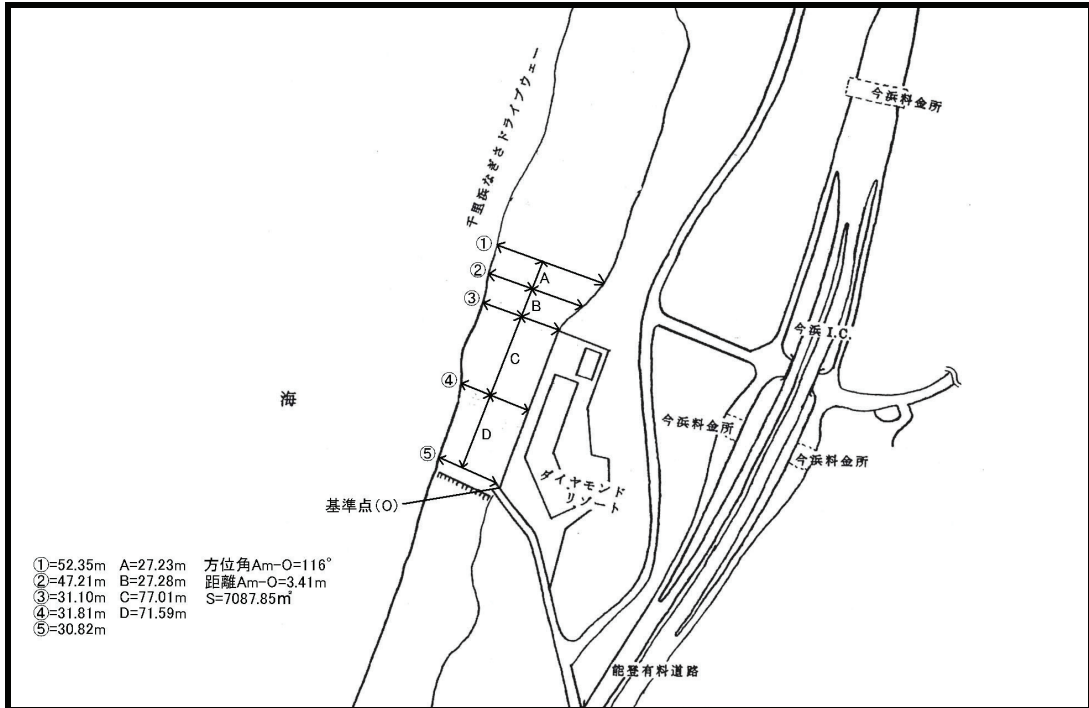 今浜料金所
千里浜なぎさドライブウェー
①
②
③
④
⑤
A
B
C
D
今浜I.C.
海
今浜料金所
今浜料金所
ダイヤモンド
リゾート
基準点(O)
①=52.35m A=27.23m 方位角Am-O=116°
②=47.21m B=27.28m 距離Am-O=3.41m
③=31.10m C=77.01m S=7087.85㎡
④=31.81m D=71.59m
⑤=30.82m
能登有料道路